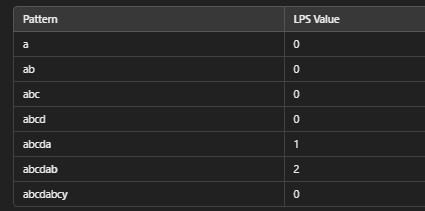 Pattern LPS Value
a 0
ab 0
abc 0
abcd 0
abcda 1
abcdab 2
abcdabcy 0